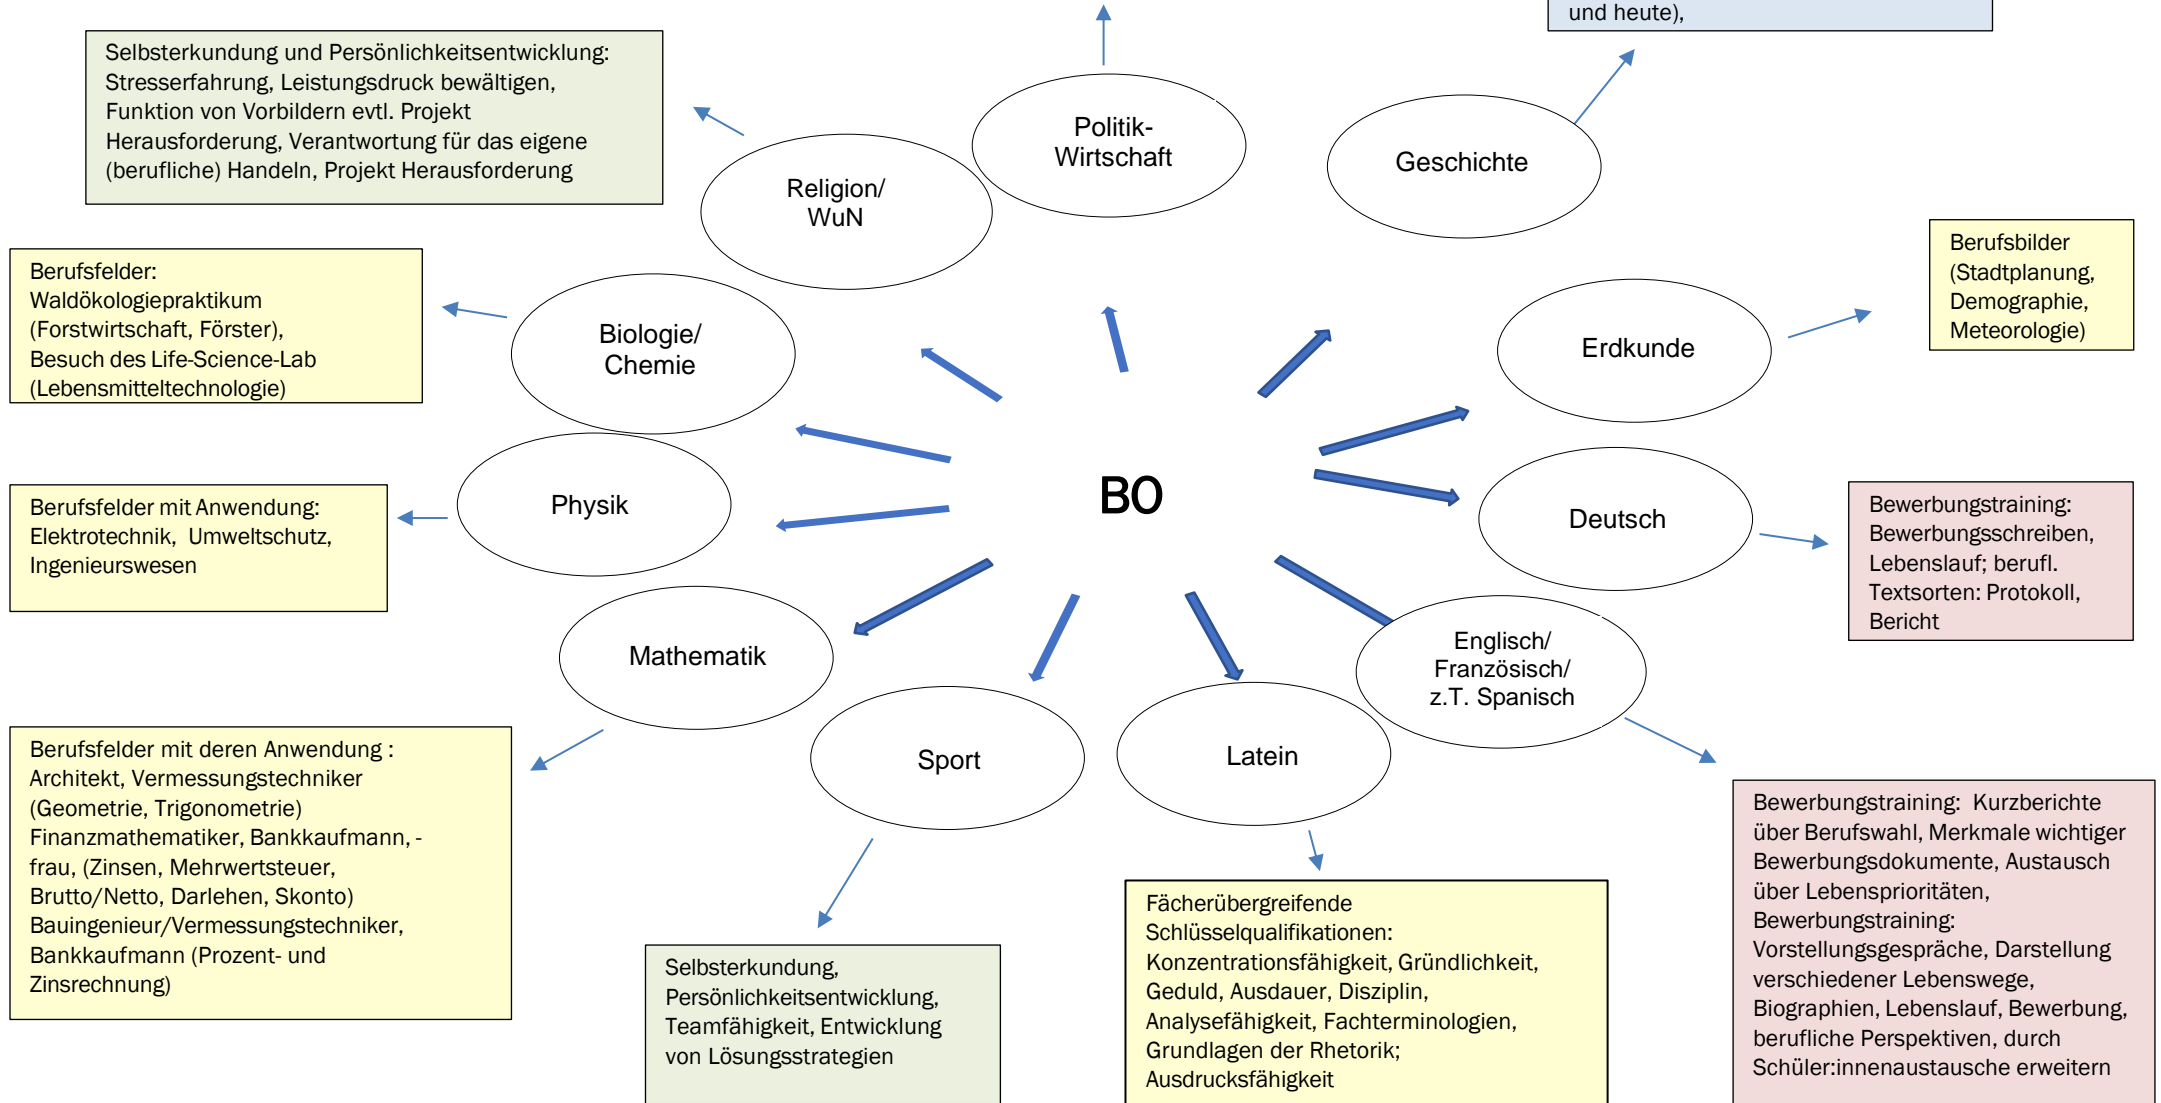 und heute),
Selbsterkundung und Persönlichkeitsentwicklung:
Stresserfahrung, Leistungsdruck bewältigen,
Funktion von Vorbildern evtl. Projekt
Herausforderung, Verantwortung für das eigene
(berufliche) Handeln, Projekt Herausforderung
Politik-
Wirtschaft
Geschichte
Religion/
WuN
Berufsfelder:
Waldökologiepraktikum
(Forstwirtschaft, Förster),
Besuch des Life-Science-Lab
(Lebensmitteltechnologie)
Biologie/
Chemie
Erdkunde
Berufsbilder
(Stadtplanung,
Demographie,
Meteorologie)
Berufsfelder mit Anwendung:
Elektrotechnik,  Umweltschutz,
Ingenieurswesen
Physik
BO
Deutsch
Bewerbungstraining:
Bewerbungsschreiben,
Lebenslauf; berufl.
Textsorten: Protokoll,
Bericht
Mathematik
Englisch/
Französisch/
z.T. Spanisch
Sport
Latein
Berufsfelder mit deren Anwendung :
Architekt, Vermessungstechniker
(Geometrie, Trigonometrie)
Finanzmathematiker, Bankkaufmann, -
frau, (Zinsen, Mehrwertsteuer,
Brutto/Netto, Darlehen, Skonto)
Bauingenieur/Vermessungstechniker,
Bankkaufmann (Prozent- und
Zinsrechnung)
Selbsterkundung,
Persönlichkeitsentwicklung,
Teamfähigkeit, Entwicklung
von Lösungsstrategien
Fächerübergreifende
Schlüsselqualifikationen:
Konzentrationsfähigkeit, Gründlichkeit,
Geduld, Ausdauer, Disziplin,
Analysefähigkeit, Fachterminologien,
Grundlagen der Rhetorik;
Ausdrucksfähigkeit
Bewerbungstraining:  Kurzberichte
über Berufswahl, Merkmale wichtiger
Bewerbungsdokumente, Austausch
über Lebensprioritäten,
Bewerbungstraining:
Vorstellungsgespräche, Darstellung
verschiedener Lebenswege,
Biographien, Lebenslauf, Bewerbung,
berufliche Perspektiven, durch
Schüler:innenaustausche erweitern